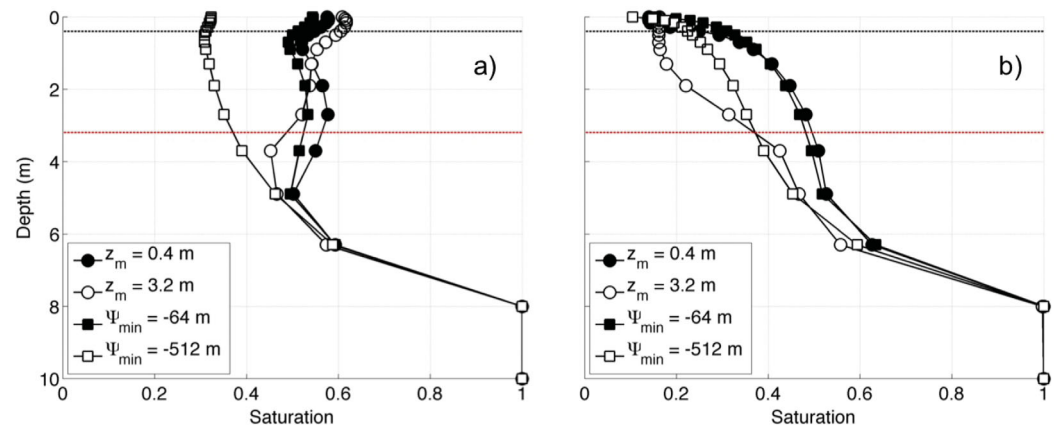 0
2
4
6
8
10
Depth (m)
a)
z_m = 0.4 m
z_m = 3.2 m
Ψ_min = -64 m
Ψ_min = -512 m
0 0.2 0.4 0.6 0.8 1
Saturation
b)
z_m = 0.4 m
z_m = 3.2 m
Ψ_min = -64 m
Ψ_min = -512 m
0 0.2 0.4 0.6 0.8 1
Saturation